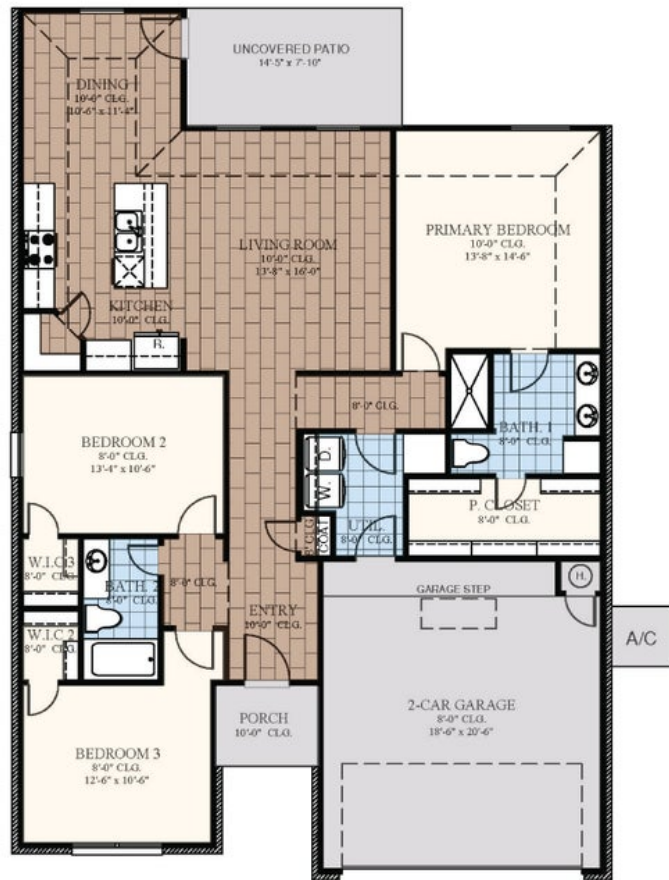 UNCOVERED PATIO
14'-5" x 7'-10"
DINING
10'-0" CLG.
10'-6" x 11'-4"
LIVING ROOM
10'-0" CLG.
13'-8" x 16'-0"
PRIMARY BEDROOM
10'-0" CLG.
13'-8" x 14'-6"
KITCHEN
10'-0" CLG.
R.
8'-0" CLG.
BEDROOM 2
8'-0" CLG.
13'-4" x 10'-6"
BATH. 1
8'-0" CLG.
D.
W.
P. CLOSET
8'-0" CLG.
UTIL.
8'-0" CLG.
COAT
CLG.
W.I.C 3
8'-0" CLG.
BATH. 2
8'-0" CLG.
8'-0" CLG.
H.
GARAGE STEP
ENTRY
10'-0" CLG.
W.I.C 2
8'-0" CLG.
A/C
PORCH
10'-0" CLG.
2-CAR GARAGE
8'-0" CLG.
18'-6" x 20'-6"
BEDROOM 3
8'-0" CLG.
12'-6" x 10'-6"